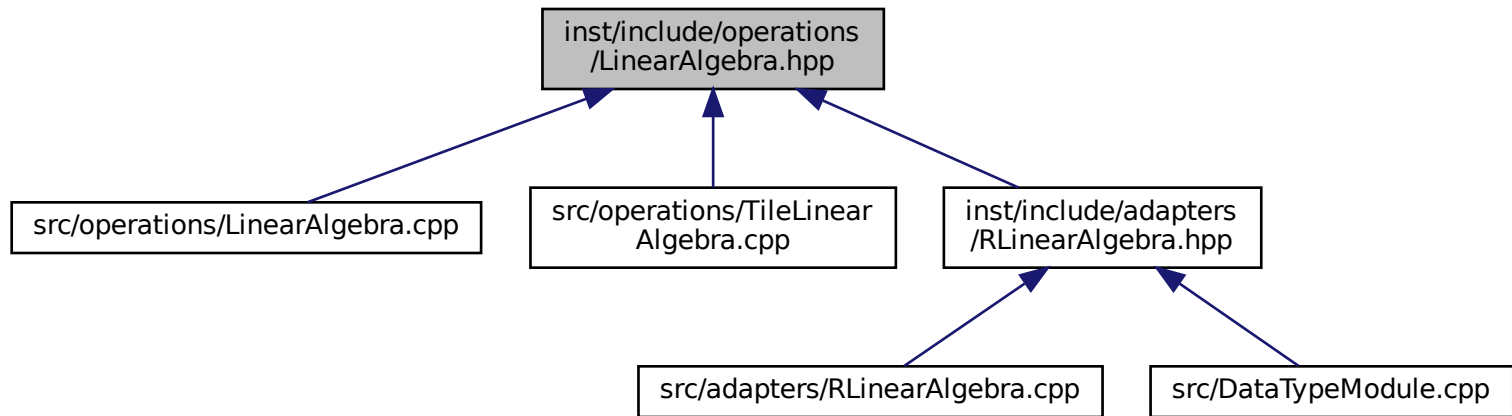 inst/include/operations
/LinearAlgebra.hpp
src/operations/LinearAlgebra.cpp
src/operations/TileLinear
Algebra.cpp
inst/include/adapters
/RLinearAlgebra.hpp
src/adapters/RLinearAlgebra.cpp
src/DataTypeModule.cpp